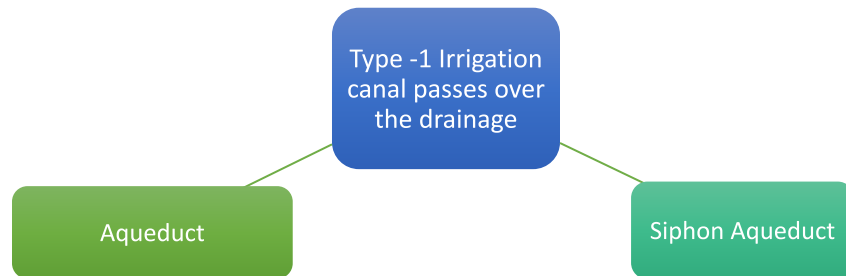 Type -1 Irrigation
canal passes over
the drainage
Aqueduct
Siphon Aqueduct